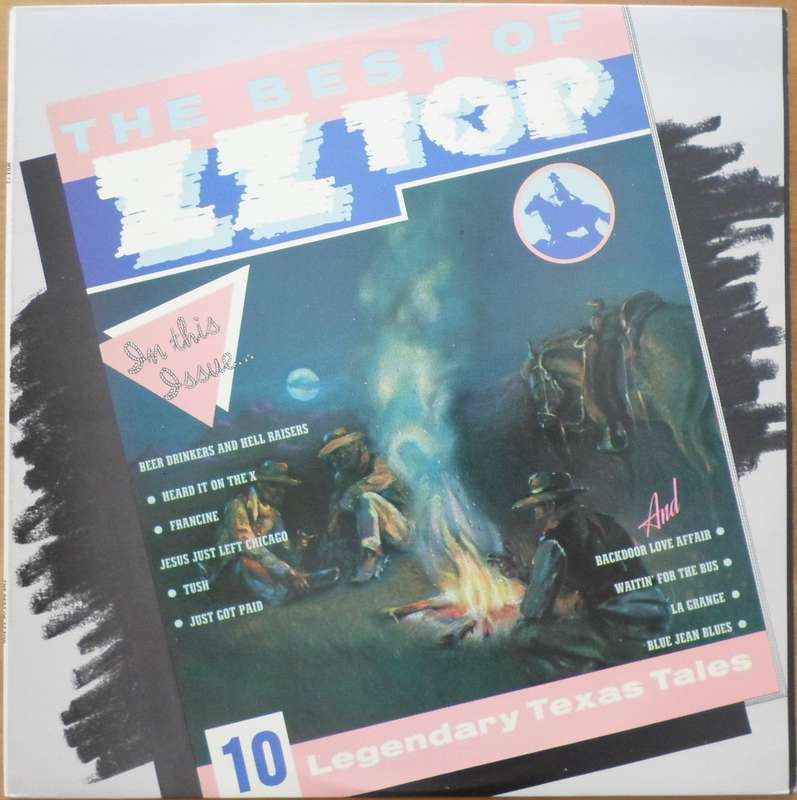 THE BEST OF
ZZ TOP
In this
Issue...
BEER DRINKERS AND HELL RAISERS
• HEARD IT ON THE X
• FRANCINE
JESUS JUST LEFT CHICAGO
• TUSH
• JUST GOT PAID
And
BACKDOOR LOVE AFFAIR •
WAITIN' FOR THE BUS •
LA GRANGE •
BLUE JEAN BLUES •
10 Legendary Texas Tales